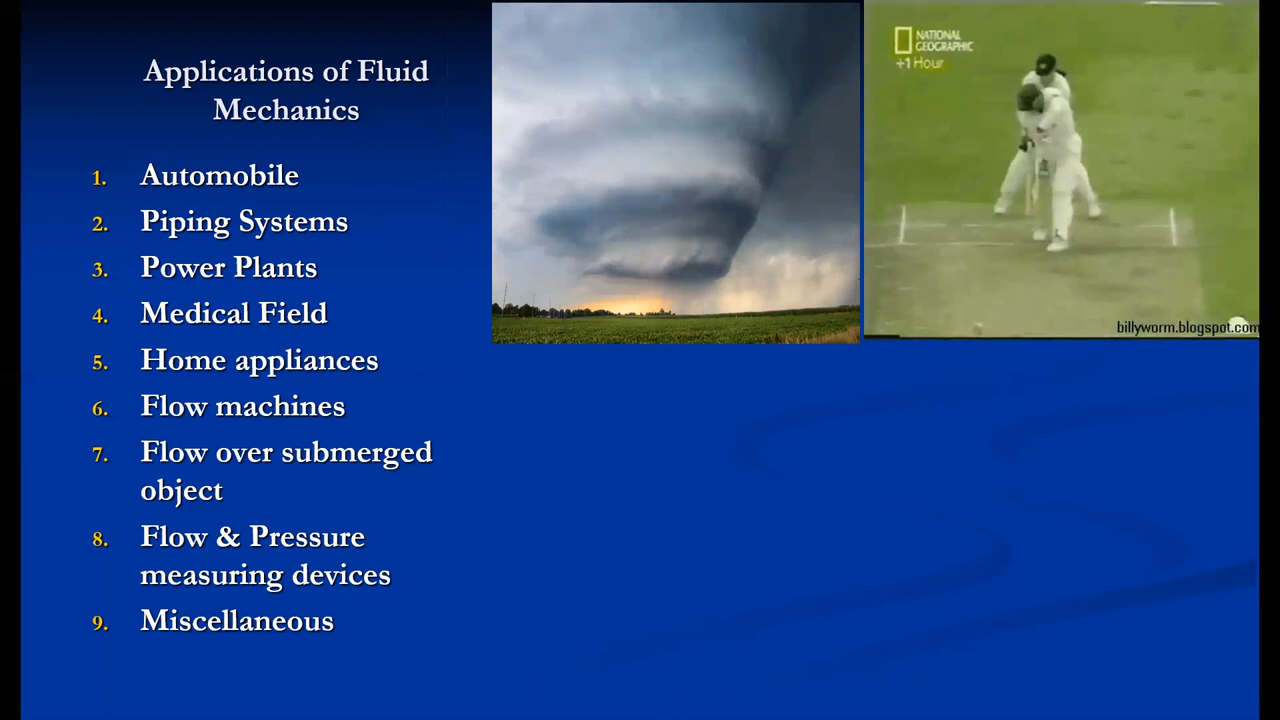 Applications of Fluid
Mechanics
1. Automobile
2. Piping Systems
3. Power Plants
4. Medical Field
5. Home appliances
6. Flow machines
7. Flow over submerged
object
8. Flow & Pressure
measuring devices
9. Miscellaneous
NATIONAL
GEOGRAPHIC
+1 Hour
billyworm.blogspot.com